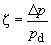 ζ = Δp / p_d